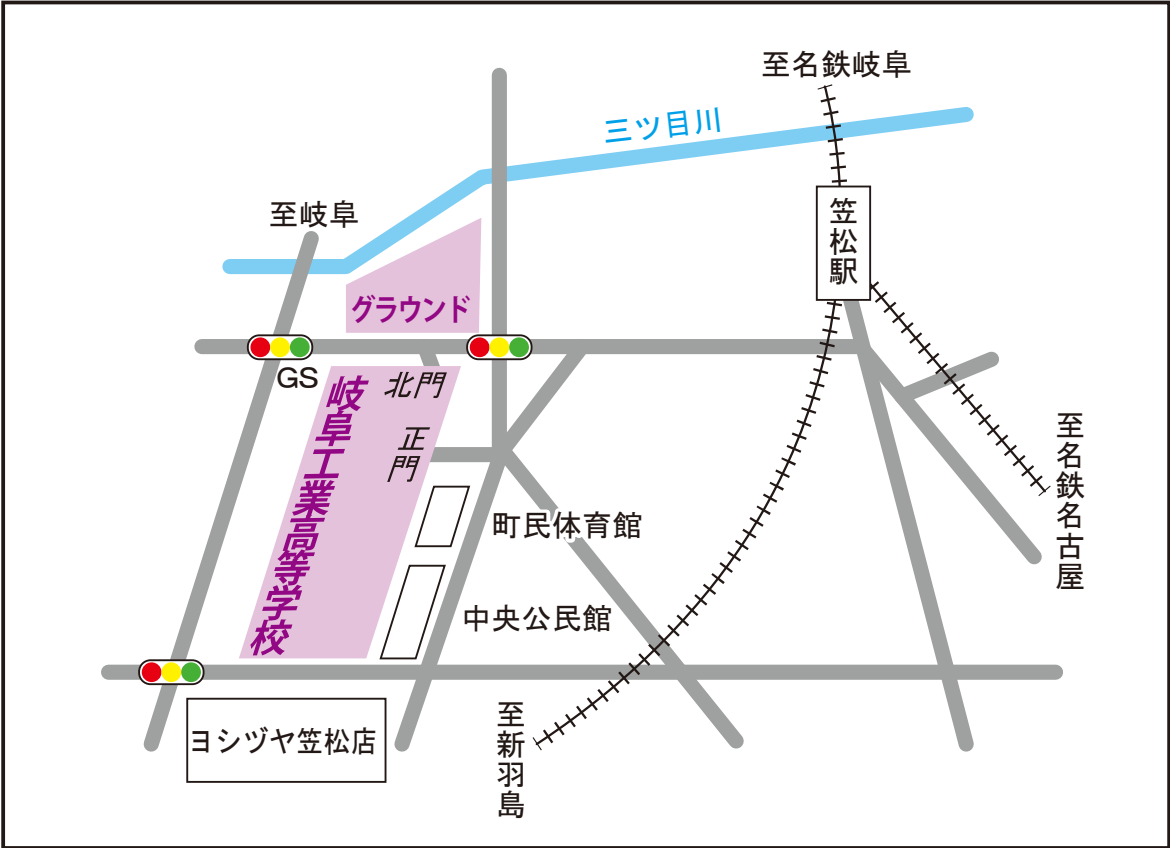 至名鉄岐阜
三ツ目川
至岐阜
笠松駅
グラウンド
GS
北門
正門
岐阜工業高等学校
至名鉄名古屋
町民体育館
中央公民館
至新羽島
ヨシヅヤ笠松店